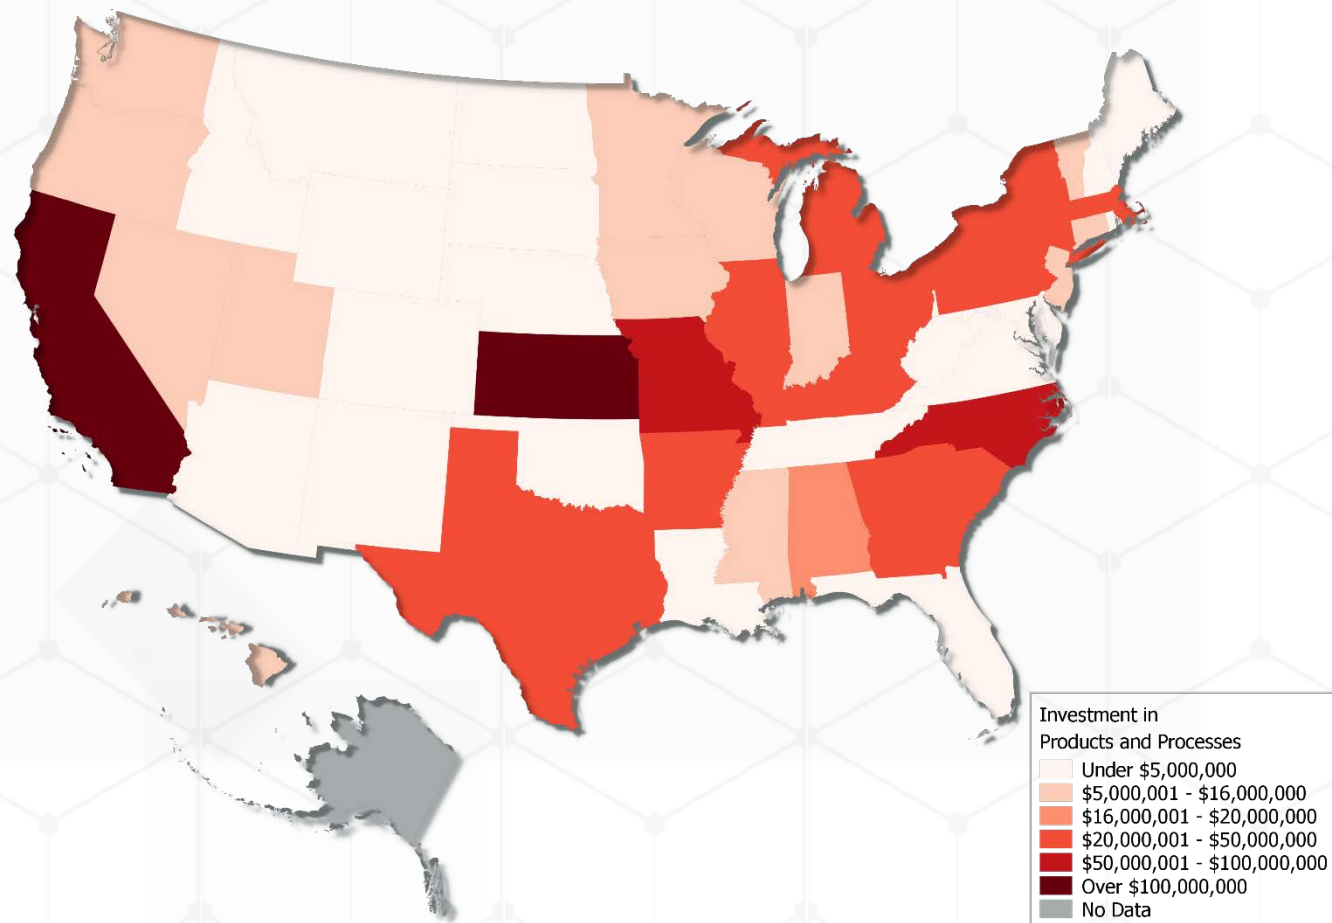 Investment in
Products and Processes
Under $5,000,000
$5,000,001 - $16,000,000
$16,000,001 - $20,000,000
$20,000,001 - $50,000,000
$50,000,001 - $100,000,000
Over $100,000,000
No Data